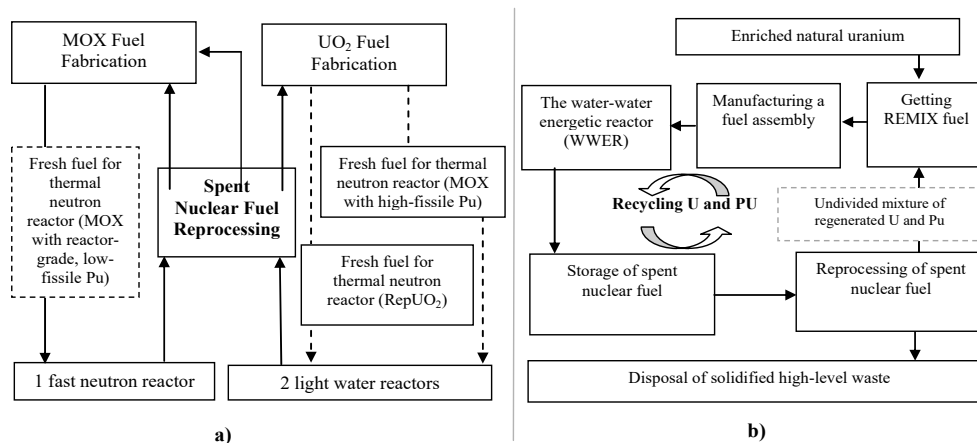 MOX Fuel
Fabrication
UO₂ Fuel
Fabrication
Fresh fuel for
thermal
neutron
reactor (MOX
with reactor-
grade, low-
fissile Pu)
Spent
Nuclear Fuel
Reprocessing
Fresh fuel for thermal
neutron reactor (MOX
with high-fissile Pu)
Fresh fuel for
thermal neutron
reactor (RepUO₂)
1 fast neutron reactor
2 light water reactors
a)
Enriched natural uranium
The water-water
energetic reactor
(WWER)
Manufacturing a
fuel assembly
Getting
REMIX fuel
Recycling U and PU
Undivided mixture of
regenerated U and Pu
Storage of spent
nuclear fuel
Reprocessing of spent
nuclear fuel
Disposal of solidified high-level waste
b)